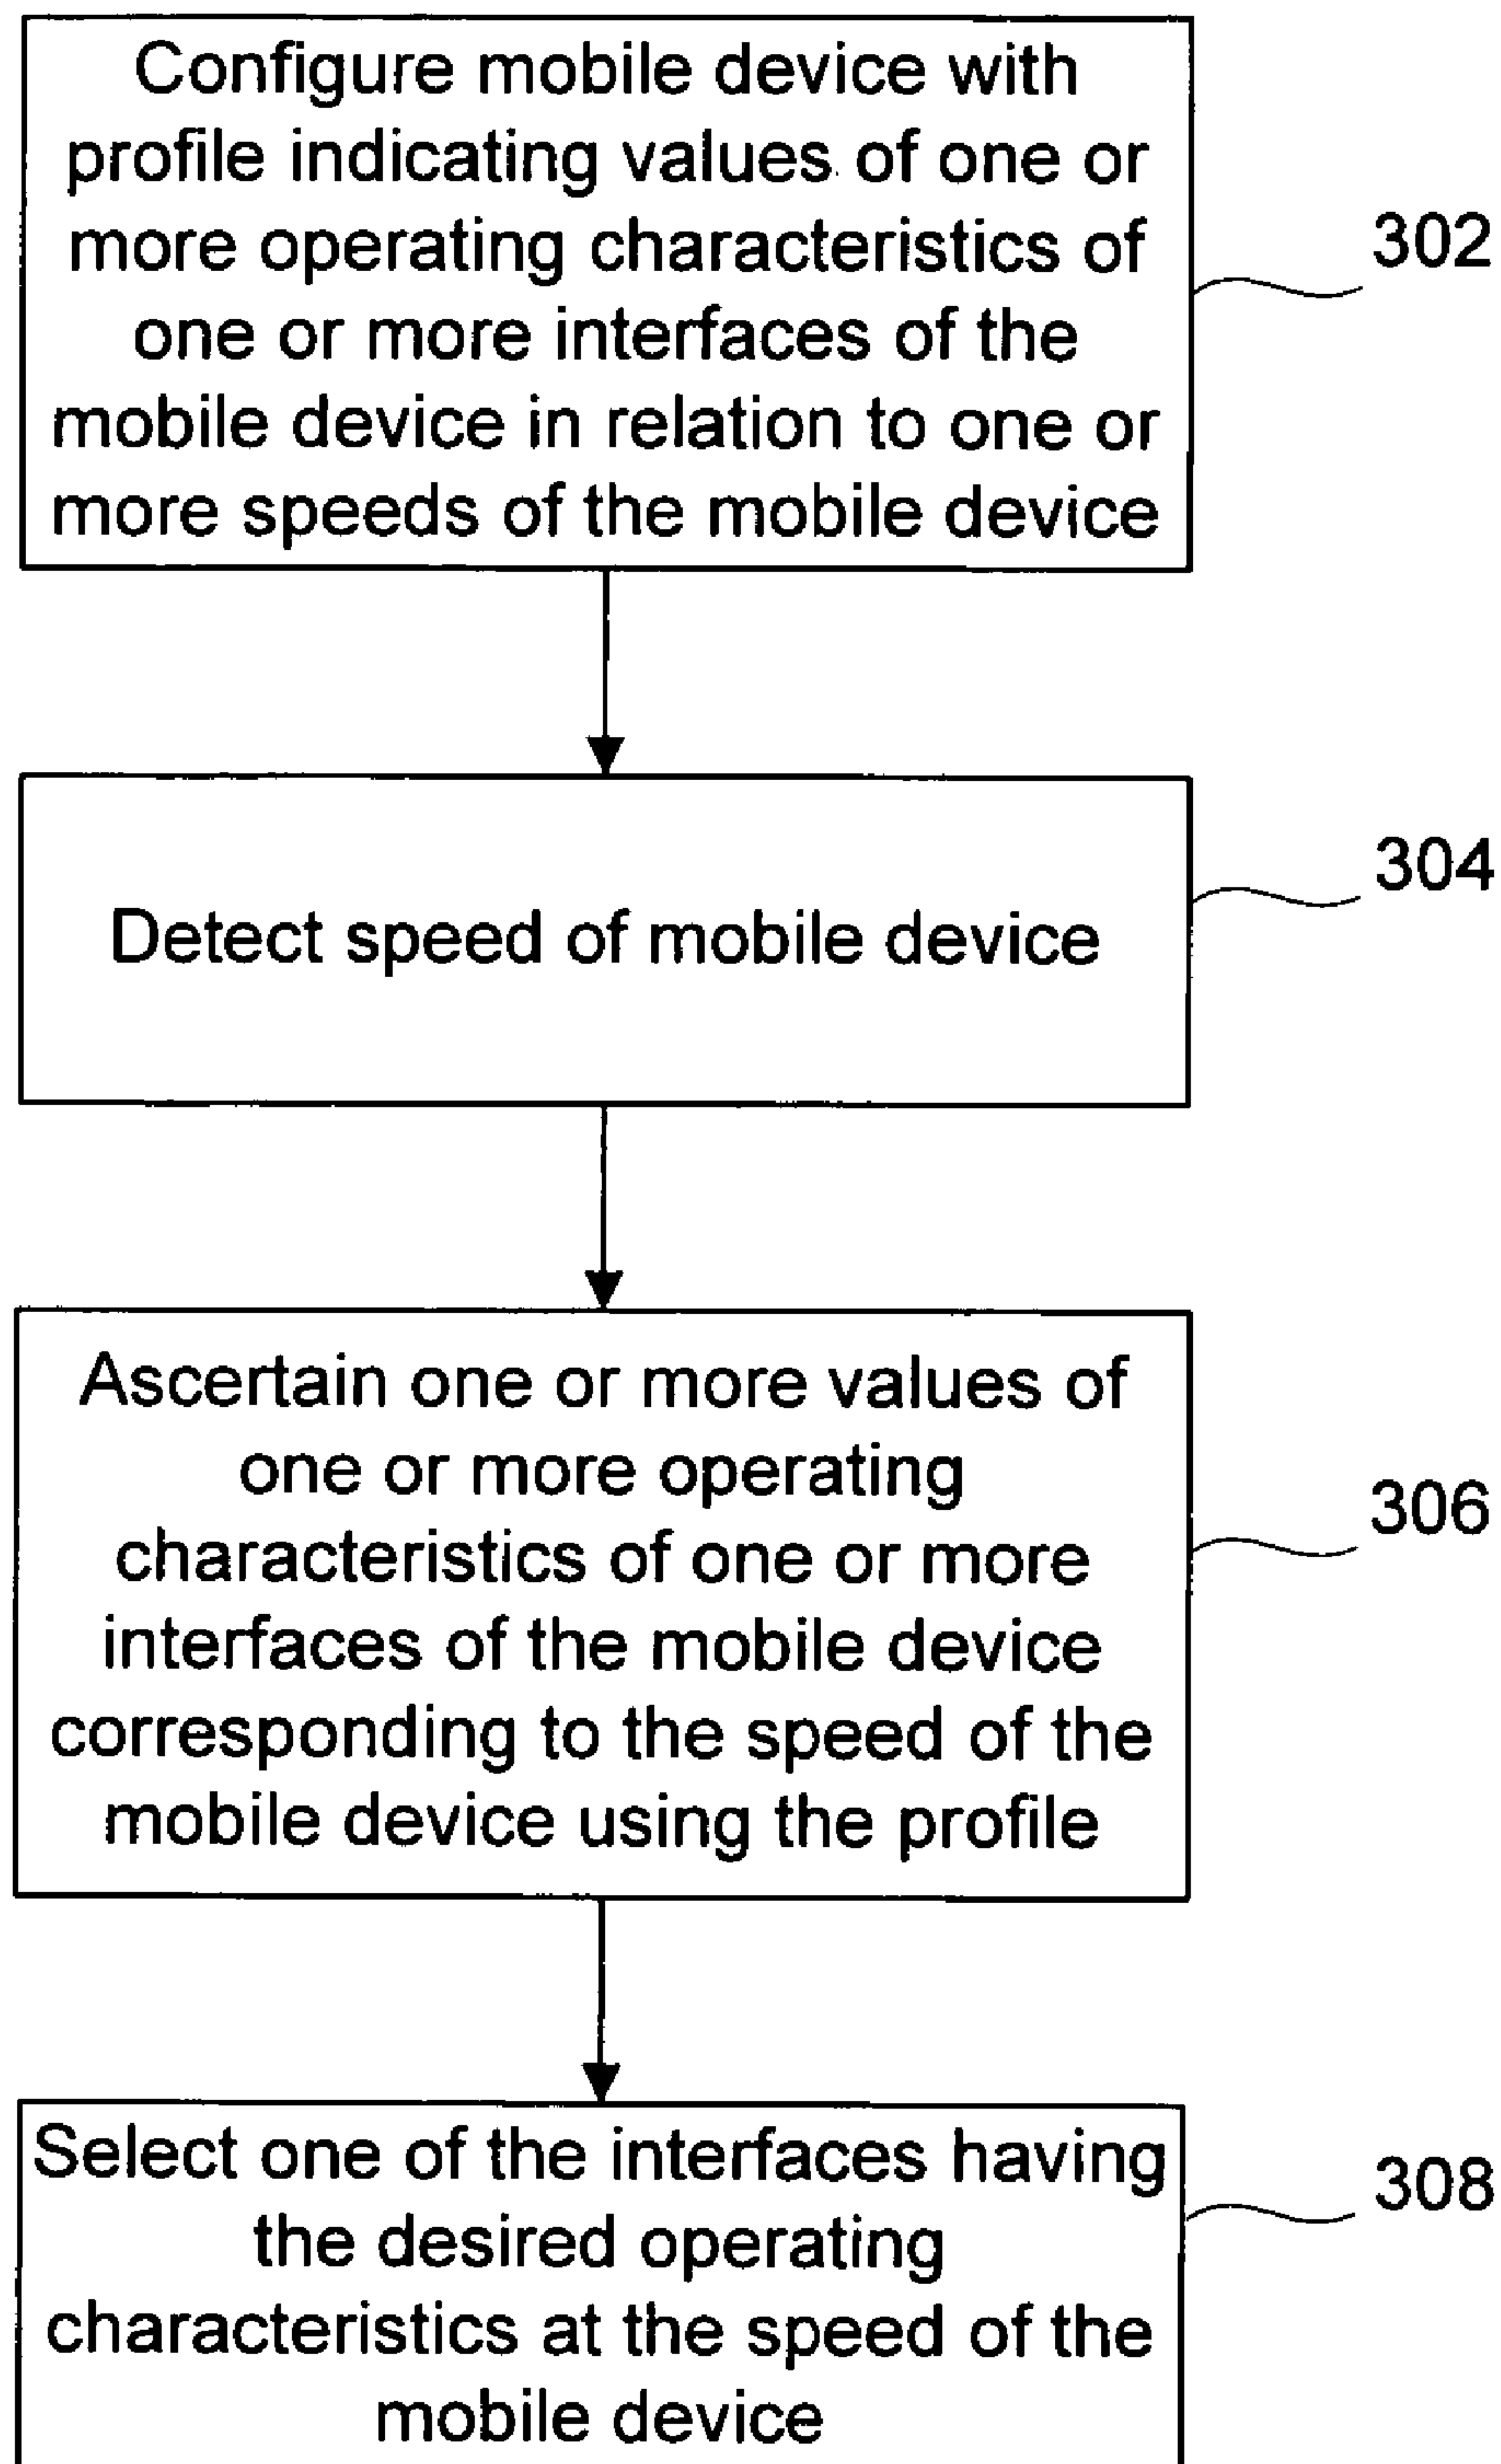 Configure mobile device with
profile indicating values of one or
more operating characteristics of
one or more interfaces of the
mobile device in relation to one or
more speeds of the mobile device
302
Detect speed of mobile device
304
Ascertain one or more values of
one or more operating
characteristics of one or more
interfaces of the mobile device
corresponding to the speed of the
mobile device using the profile
306
Select one of the interfaces having
the desired operating
characteristics at the speed of the
mobile device
308